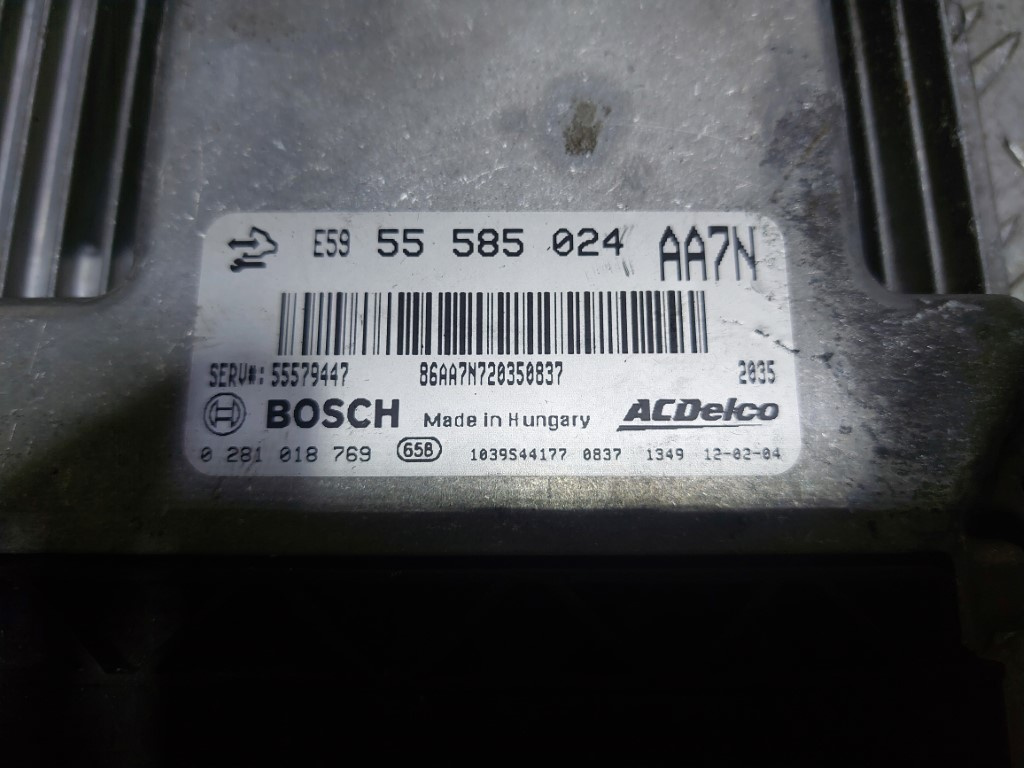 E59 55 585 024 AA7N
SERV#: 55579447 86AA7N720350837 2035
BOSCH Made in Hungary ACDelco
0 281 018 769 658 1039S44177 0837 1349 12-02-04